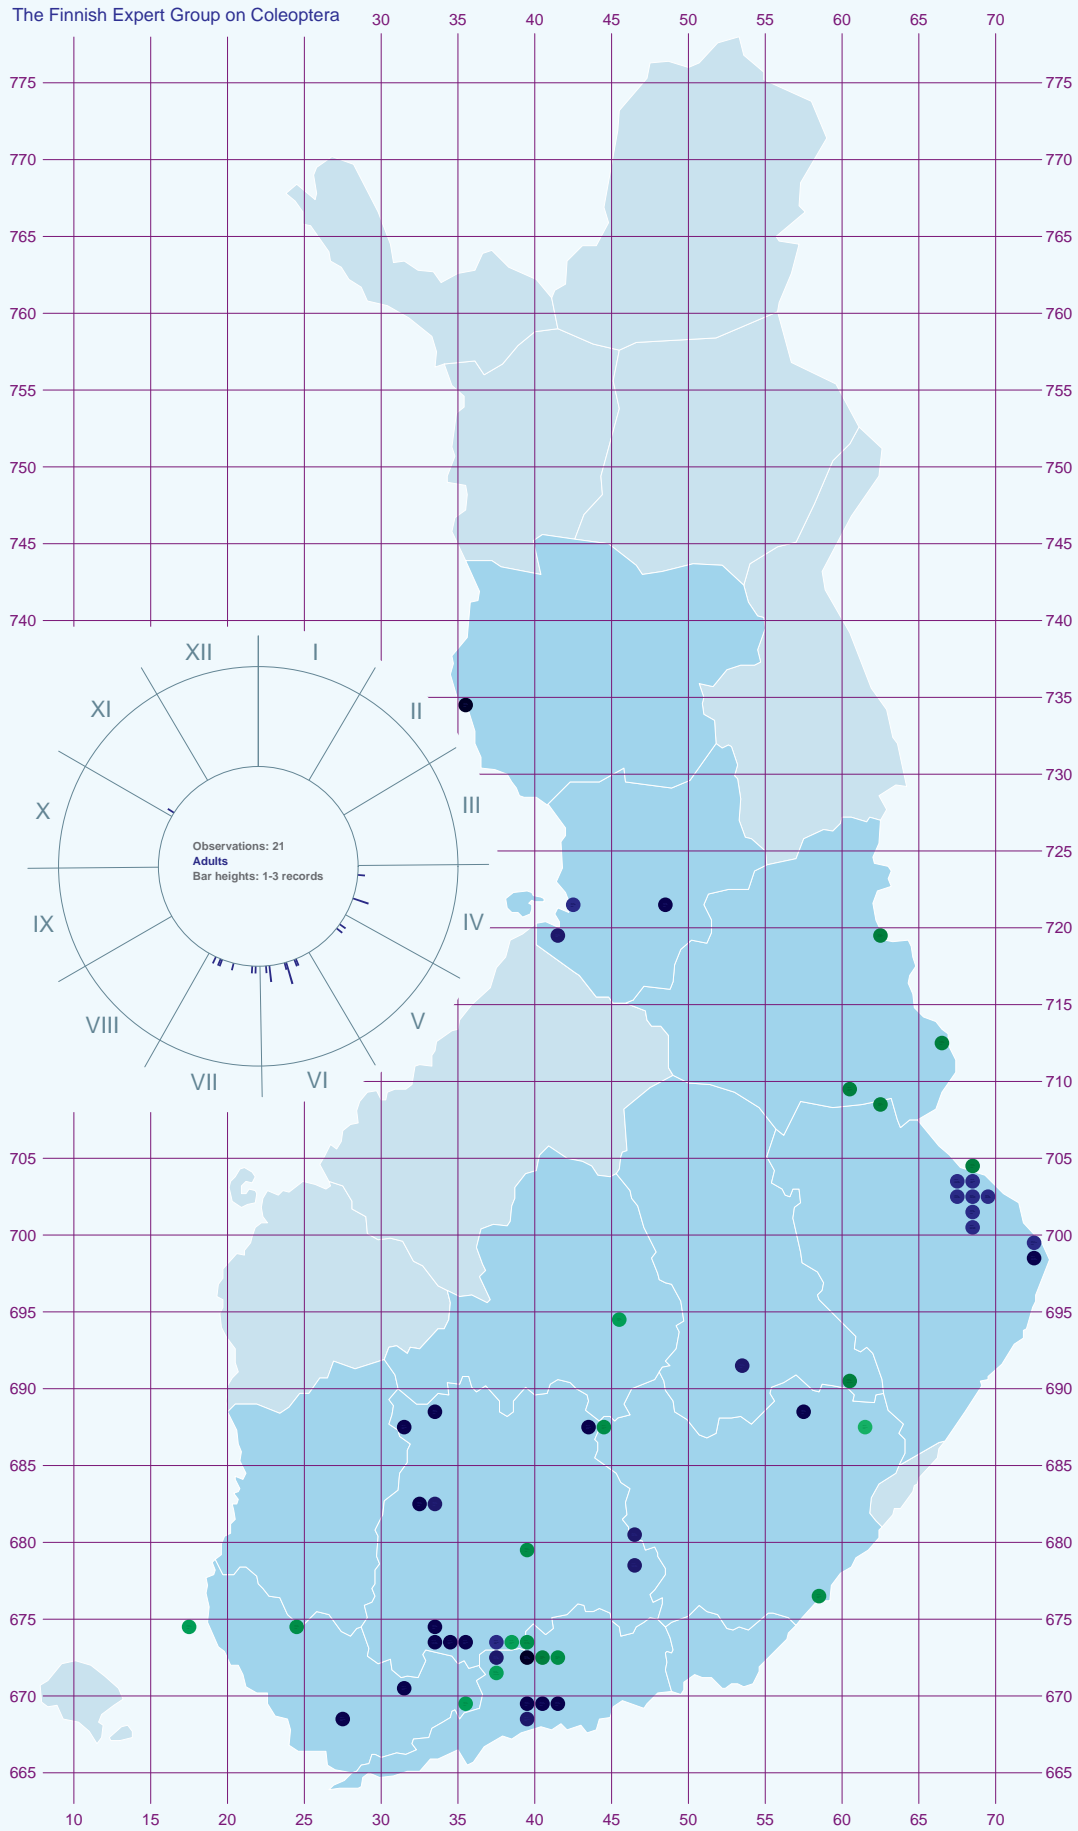 The Finnish Expert Group on Coleoptera
30 35 40 45 50 55 60 65 70
775 775
770 770
765 765
760 760
755 755
750 750
745 745
740 740
XII I
XI II
735
730
X III
Observations: 21
Adults
Bar heights: 1-3 records
725 725
IX IV
720 720
715 715
VIII V
VII VI
710 710
705 705
700 700
695 695
690 690
685 685
680 680
675 675
670 670
665 665
10 15 20 25 30 35 40 45 50 55 60 65 70